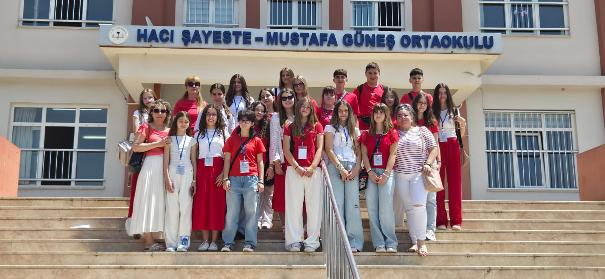 HACI ŞAYESTE - MUSTAFA GÜNEŞ ORTAOKULU